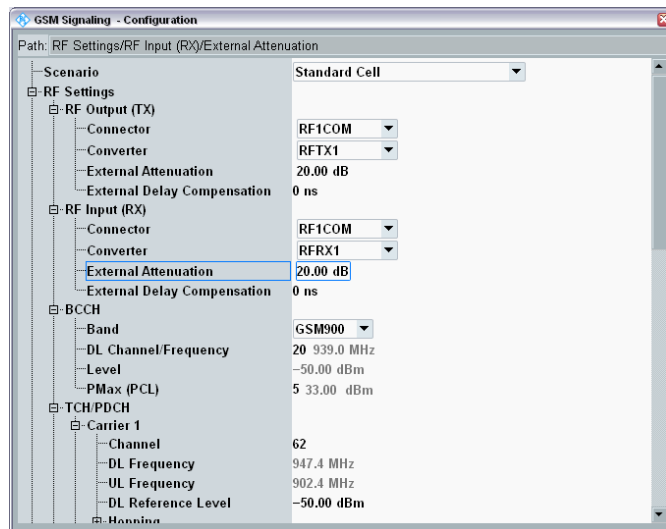 GSM Signaling - Configuration
Path: RF Settings/RF Input (RX)/External Attenuation
Scenario Standard Cell
RF Settings
RF Output (TX)
Connector RF1COM
Converter RFTX1
External Attenuation 20.00 dB
External Delay Compensation 0 ns
RF Input (RX)
Connector RF1COM
Converter RFRX1
External Attenuation 20.00 dB
External Delay Compensation 0 ns
BCCH
Band GSM900
DL Channel/Frequency 20 939.0 MHz
Level −50.00 dBm
PMax (PCL) 5 33.00 dBm
TCH/PDCH
Carrier 1
Channel 62
DL Frequency 947.4 MHz
UL Frequency 902.4 MHz
DL Reference Level −50.00 dBm
Hopping